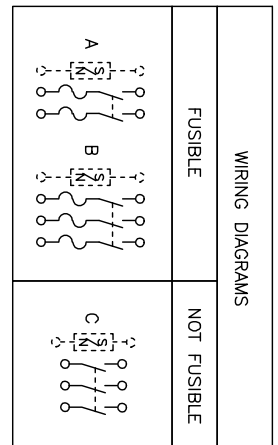 WIRING DIAGRAMS
FUSIBLE
NOT FUSIBLE
A
S/N
B
S/N
C
S/N